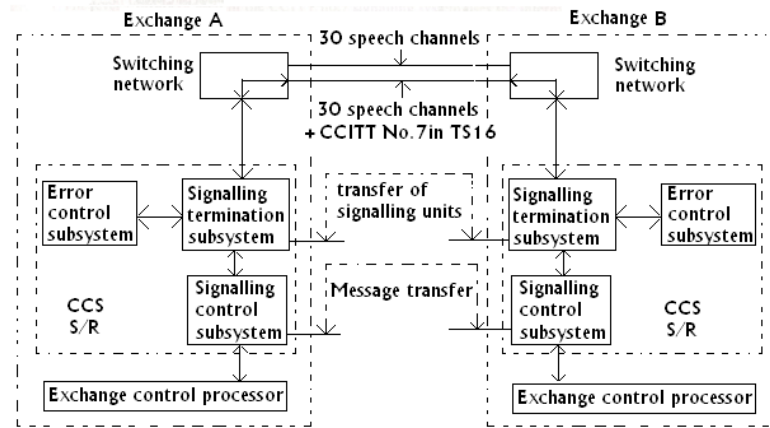 Exchange A
Exchange B
30 speech channels
Switching
network
Switching
network
30 speech channels
+ CCITT No.7in TS16
Error
control
subsystem
Signalling
termination
subsystem
transfer of
signalling units
Signalling
termination
subsystem
Error
control
subsystem
CCS
S/R
Signalling
control
subsystem
Message transfer
Signalling
control
subsystem
CCS
S/R
Exchange control processor
Exchange control processor